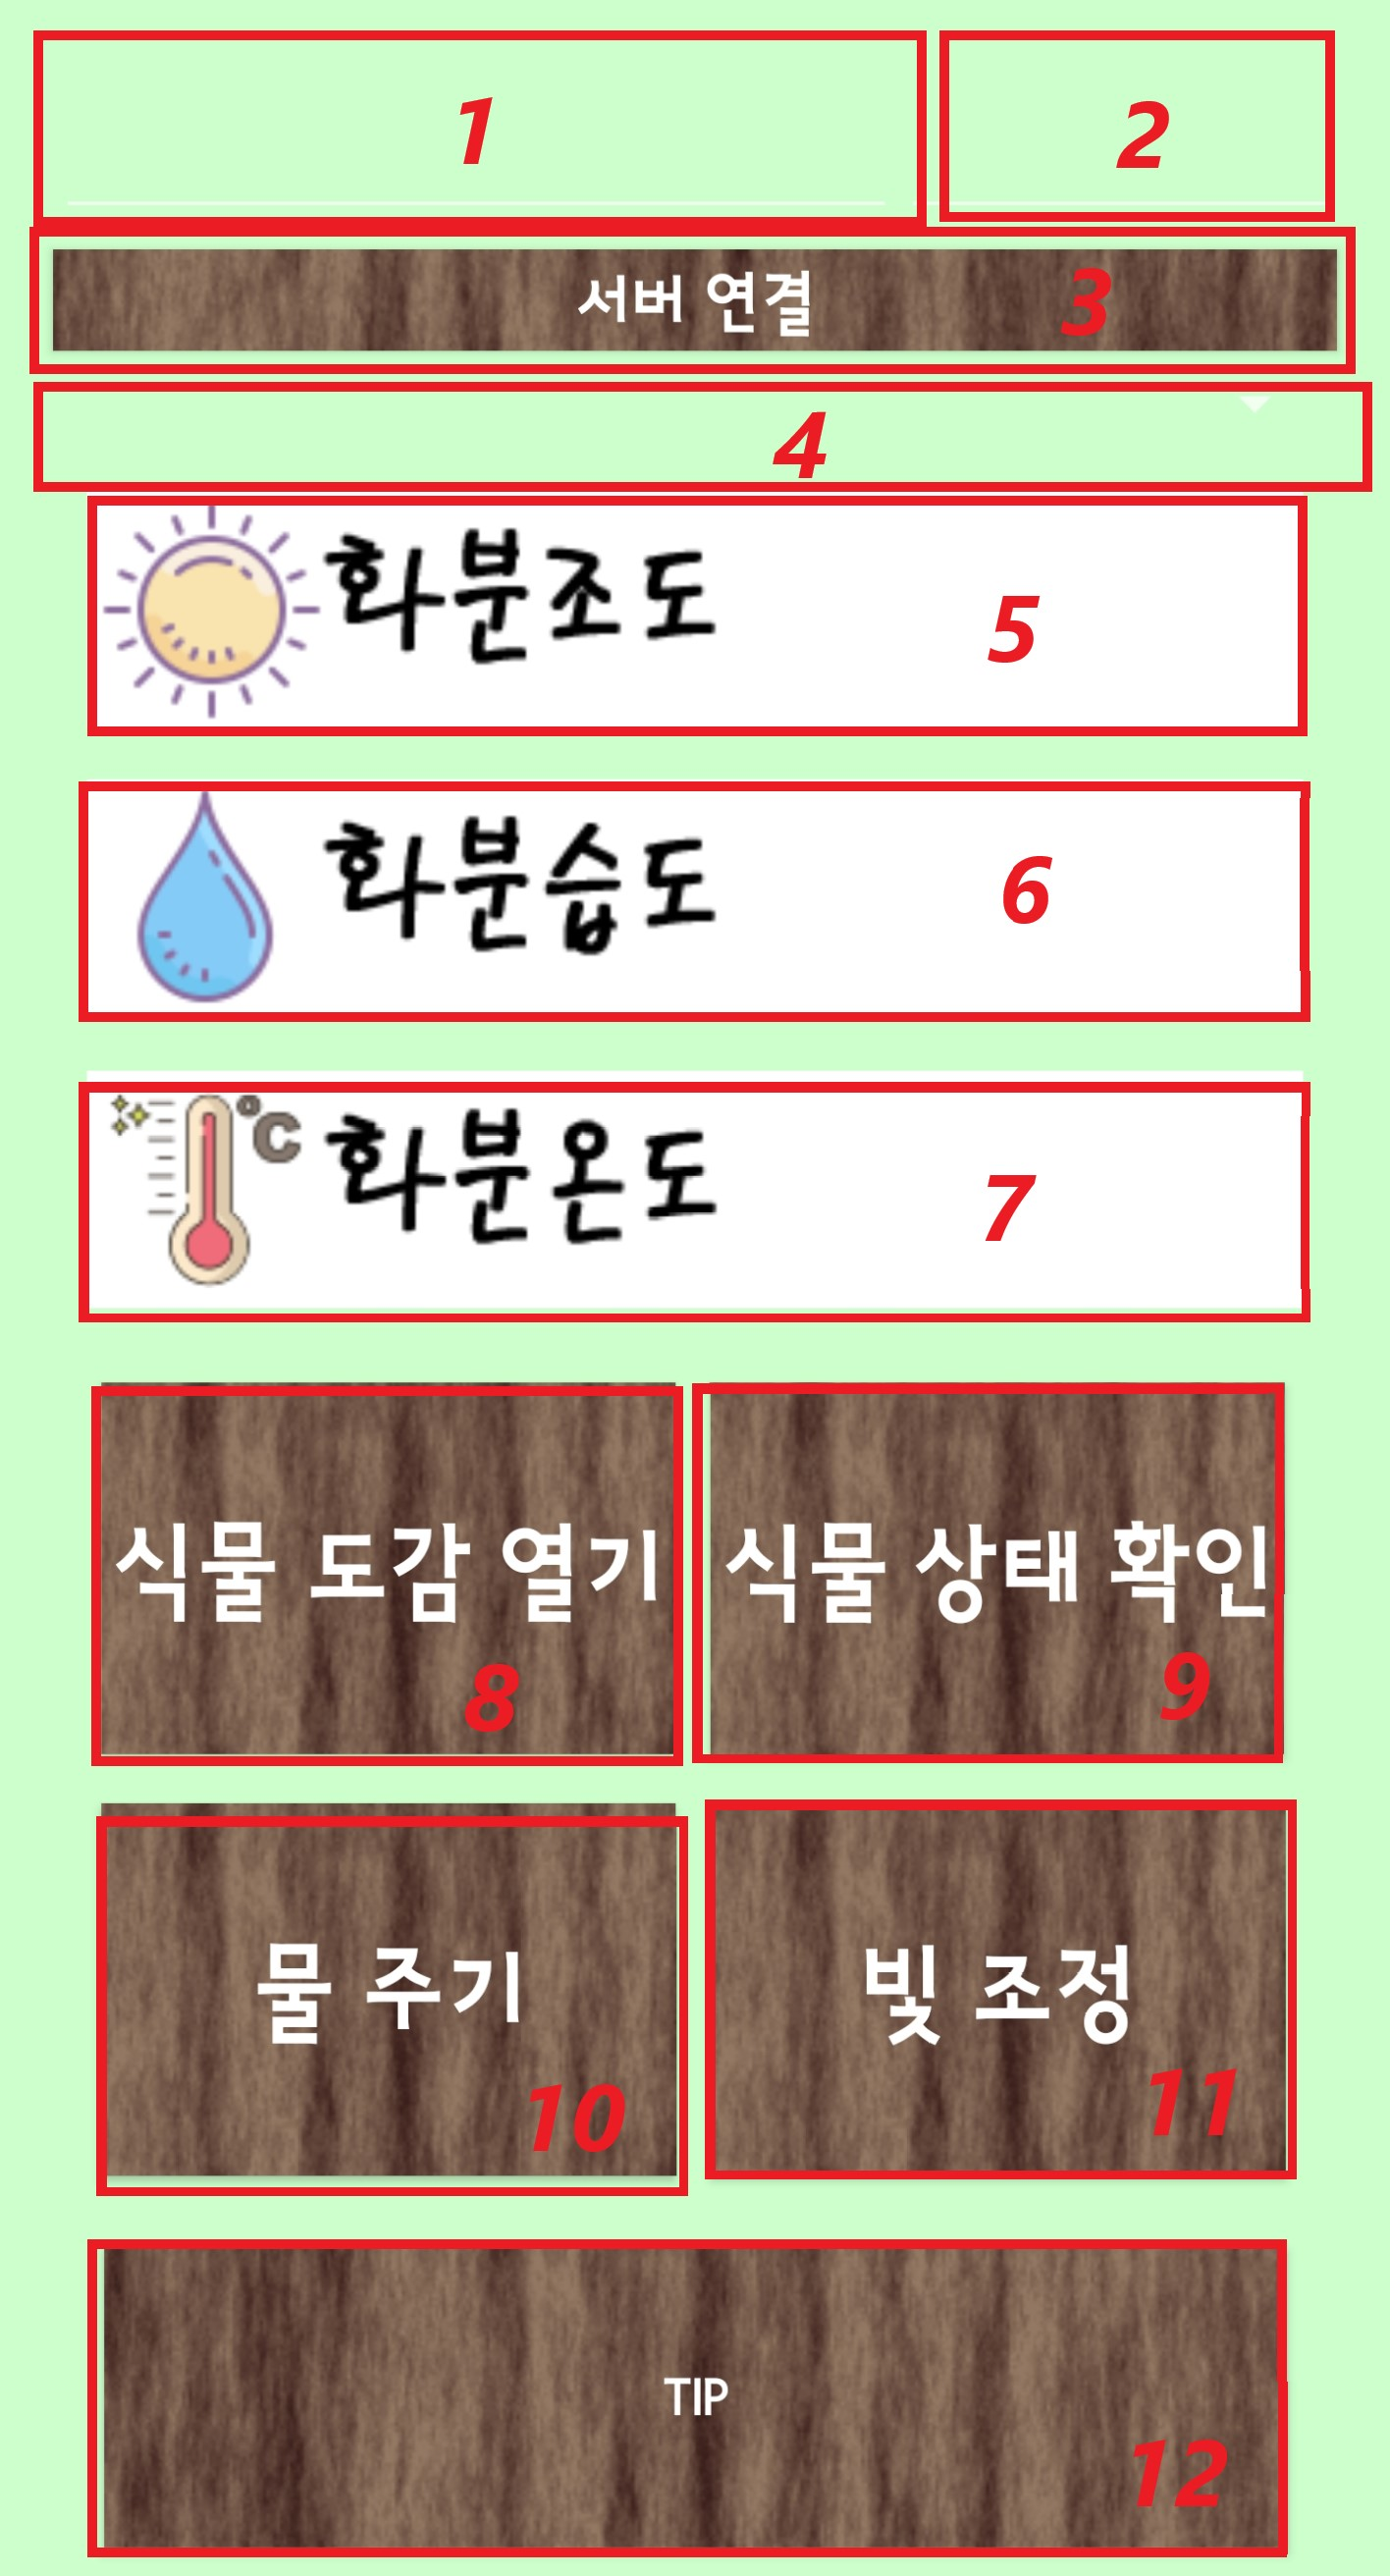 1
2
서버 연결 3
4
화분조도 5
화분습도 6
°C 화분온도 7
식물 도감 열기
8
식물 상태 확인
9
물 주기
10
빛 조정
11
TIP
12